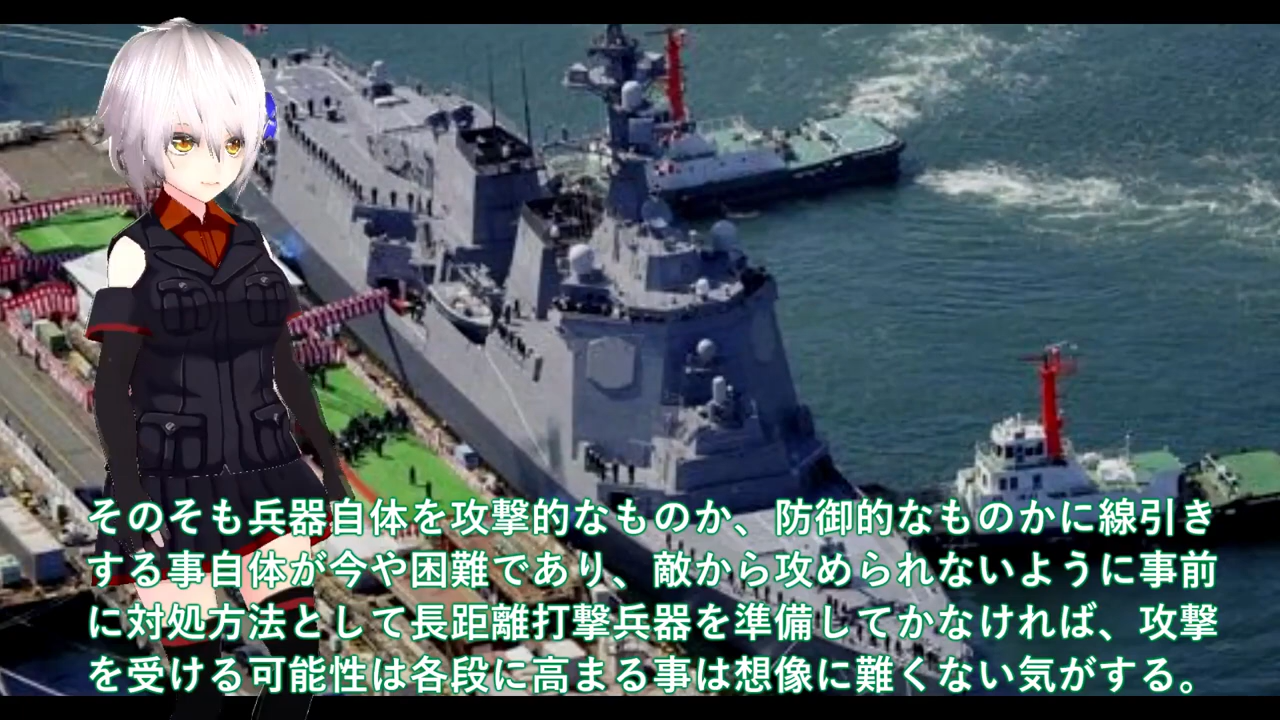 そのそも兵器自体を攻撃的なものか、防御的なものかに線引き
する事自体が今や困難であり、敵から攻められないように事前
に対処方法として長距離打撃兵器を準備してかなければ、攻撃
を受ける可能性は各段に高まる事は想像に難くない気がする。